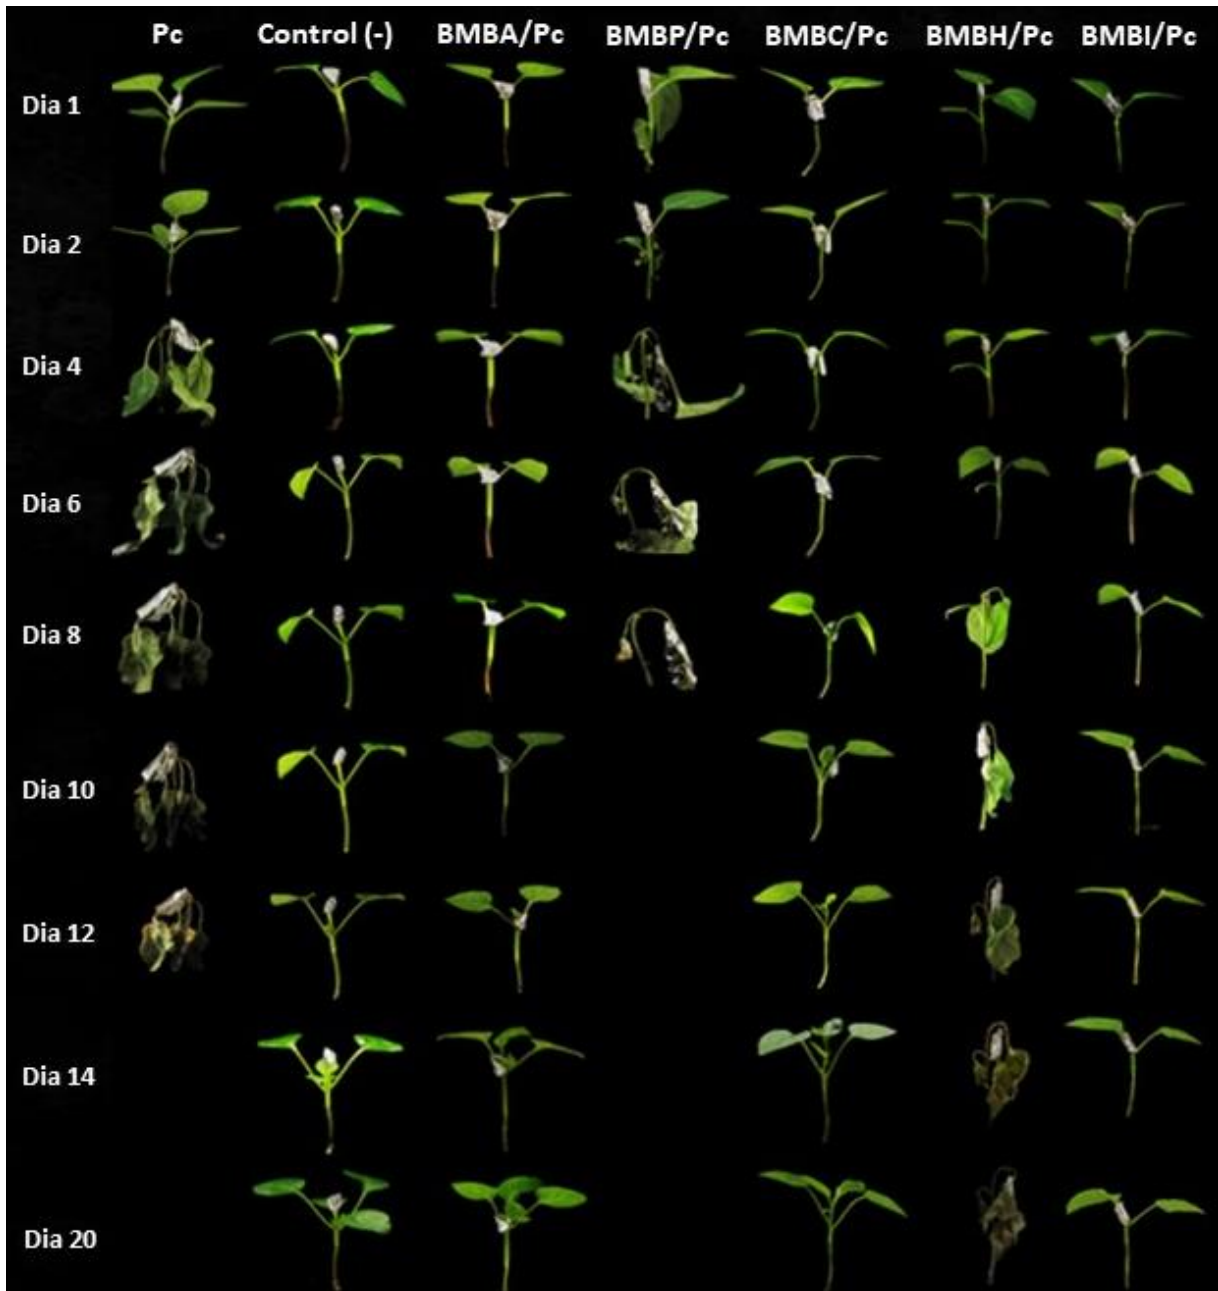 Pc Control (-) BMBA/Pc BMBP/Pc BMBC/Pc BMBH/Pc BMBI/Pc
Dia 1
Dia 2
Dia 4
Dia 6
Dia 8
Dia 10
Dia 12
Dia 14
Dia 20